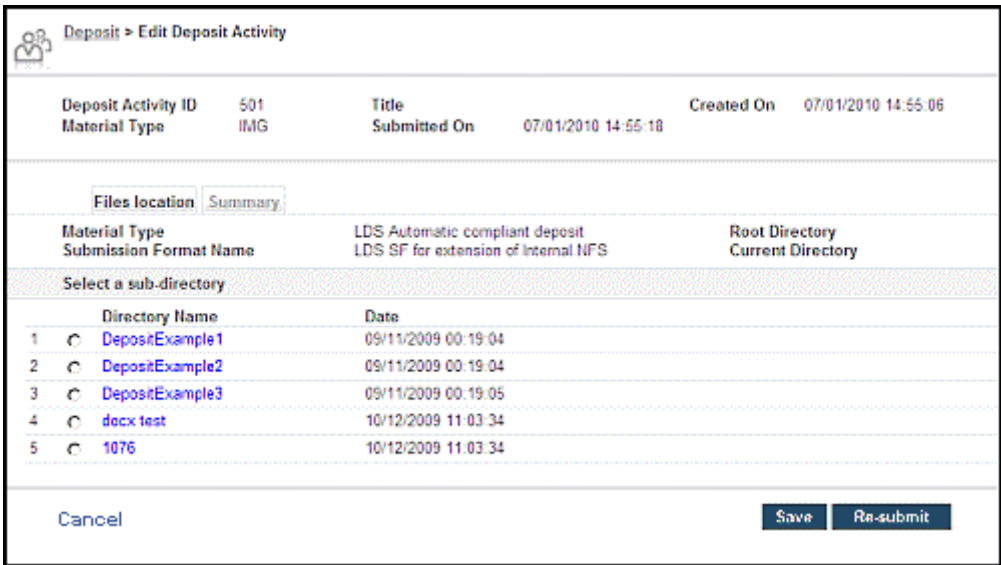 Deposit > Edit Deposit Activity
Deposit Activity ID 501 Title Created On 07/01/2010 14:55:06
Material Type IMG Submitted On 07/01/2010 14:55:18
Files location Summary
Material Type LDS Automatic compliant deposit Root Directory
Submission Format Name LDS SF for extension of Internal NFS Current Directory
Select a sub-directory
Directory Name Date
1 DepositExample1 09/11/2009 00:19:04
2 DepositExample2 09/11/2009 00:19:04
3 DepositExample3 09/11/2009 00:19:05
4 docx test 10/12/2009 11:03:34
5 1076 10/12/2009 11:03:34
Cancel Save Re-submit